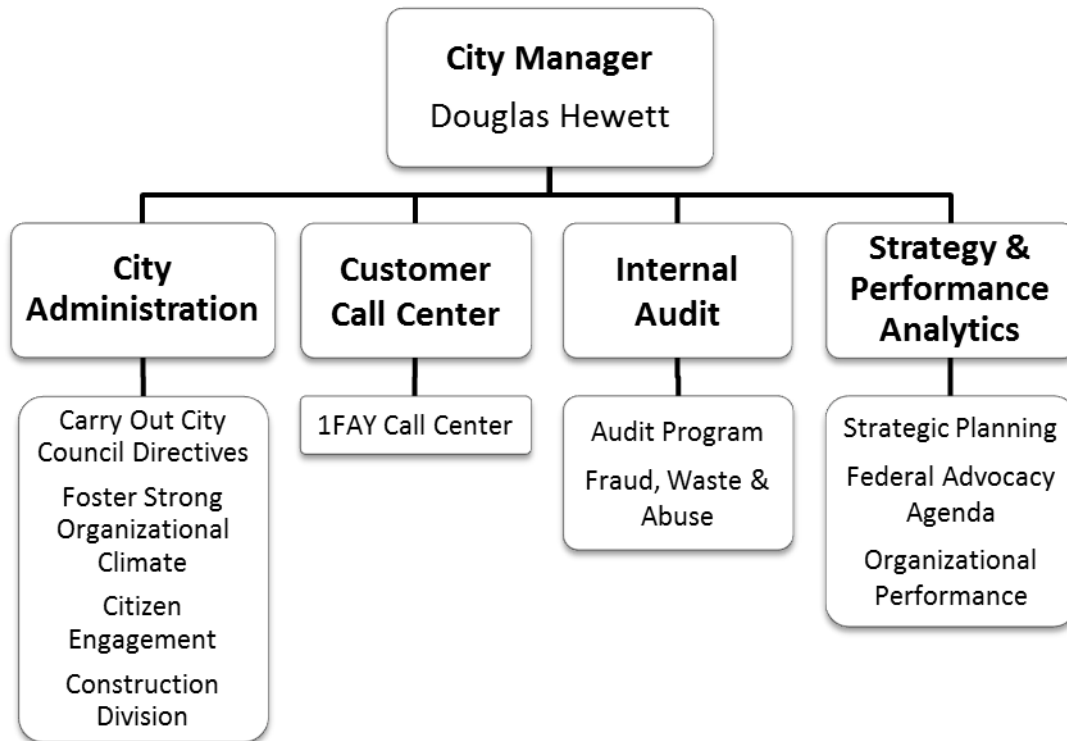 City Manager
Douglas Hewett
City
Administration
Customer
Call Center
Internal
Audit
Strategy &
Performance
Analytics
Carry Out City
Council Directives
Foster Strong
Organizational
Climate
Citizen
Engagement
Construction
Division
1FAY Call Center
Audit Program
Fraud, Waste &
Abuse
Strategic Planning
Federal Advocacy
Agenda
Organizational
Performance